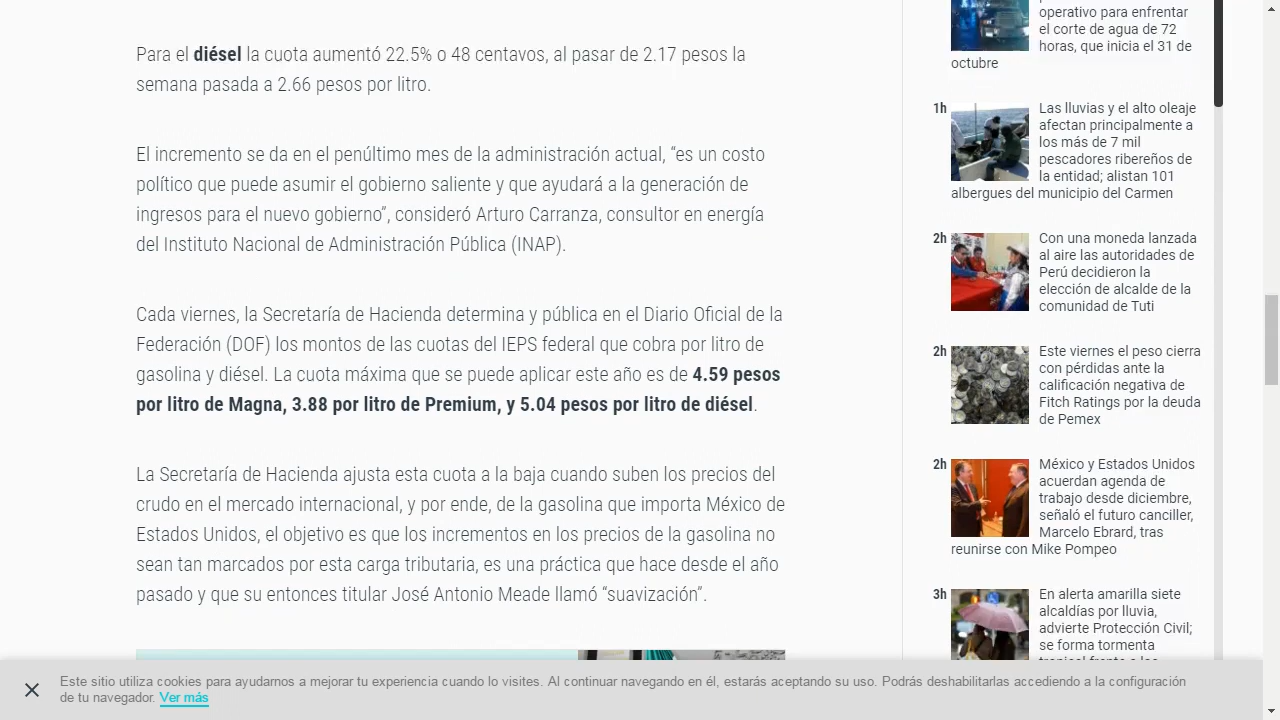 Para el diésel la cuota aumentó 22.5% o 48 centavos, al pasar de 2.17 pesos la
semana pasada a 2.66 pesos por litro.
El incremento se da en el penúltimo mes de la administración actual, “es un costo
político que puede asumir el gobierno saliente y que ayudará a la generación de
ingresos para el nuevo gobierno”, consideró Arturo Carranza, consultor en energía
del Instituto Nacional de Administración Pública (INAP).
Cada viernes, la Secretaría de Hacienda determina y pública en el Diario Oficial de la
Federación (DOF) los montos de las cuotas del IEPS federal que cobra por litro de
gasolina y diésel. La cuota máxima que se puede aplicar este año es de 4.59 pesos
por litro de Magna, 3.88 por litro de Premium, y 5.04 pesos por litro de diésel.
La Secretaría de Hacienda ajusta esta cuota a la baja cuando suben los precios del
crudo en el mercado internacional, y por ende, de la gasolina que importa México de
Estados Unidos, el objetivo es que los incrementos en los precios de la gasolina no
sean tan marcados por esta carga tributaria, es una práctica que hace desde el año
pasado y que su entonces titular José Antonio Meade llamó “suavización”.
operativo para enfrentar
el corte de agua de 72
horas, que inicia el 31 de
octubre
1h
Las lluvias y el alto oleaje
afectan principalmente a
los más de 7 mil
pescadores ribereños de
la entidad; alistan 101
albergues del municipio del Carmen
2h
Con una moneda lanzada
al aire las autoridades de
Perú decidieron la
elección de alcalde de la
comunidad de Tuti
2h
Este viernes el peso cierra
con pérdidas ante la
calificación negativa de
Fitch Ratings por la deuda
de Pemex
2h
México y Estados Unidos
acuerdan agenda de
trabajo desde diciembre,
señaló el futuro canciller,
Marcelo Ebrard, tras
reunirse con Mike Pompeo
3h
En alerta amarilla siete
alcaldías por lluvia,
advierte Protección Civil;
se forma tormenta
tropical frente a las
Este sitio utiliza cookies para ayudarnos a mejorar tu experiencia cuando lo visites. Al continuar navegando en él, estarás aceptando su uso. Podrás deshabilitarlas accediendo a la configuración
de tu navegador. Ver más